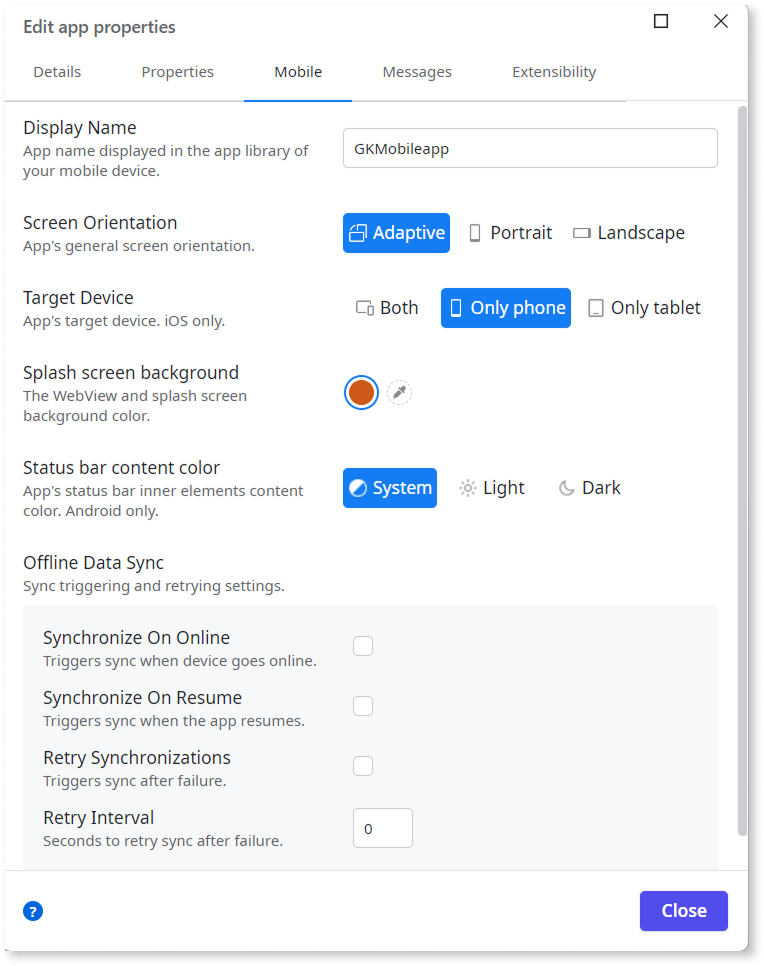 Edit app properties
Details Properties Mobile Messages Extensibility
Display Name
App name displayed in the app library of
your mobile device.
GKMobileapp
Screen Orientation
App's general screen orientation.
Adaptive Portrait Landscape
Target Device
App's target device. iOS only.
Both Only phone Only tablet
Splash screen background
The WebView and splash screen
background color.
Status bar content color
App's status bar inner elements content
color. Android only.
System Light Dark
Offline Data Sync
Sync triggering and retrying settings.
Synchronize On Online
Triggers sync when device goes online.
Synchronize On Resume
Triggers sync when the app resumes.
Retry Synchronizations
Triggers sync after failure.
Retry Interval
Seconds to retry sync after failure.
0
?
Close